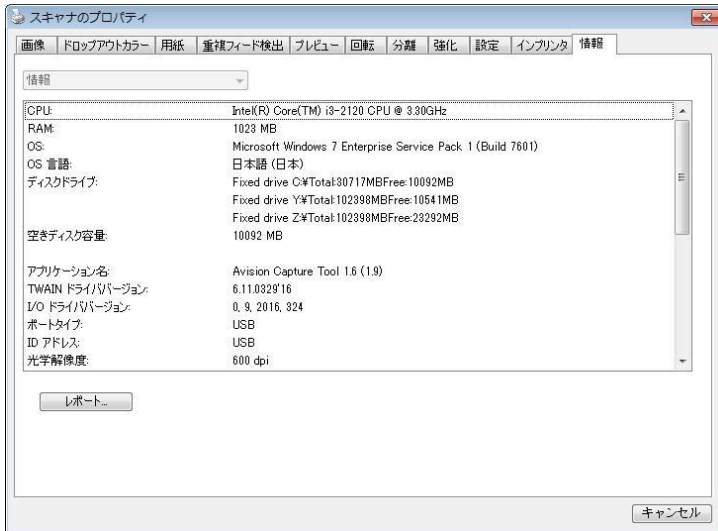 スキャナのプロパティ
画像 ドロップアウトカラー 用紙 重複フィード検出 プレビュー 回転 分離 強化 設定 インプリンタ 情報
情報
CPU: Intel(R) Core(TM) i3-2120 CPU @ 3.30GHz
RAM: 1023 MB
OS: Microsoft Windows 7 Enterprise Service Pack 1 (Build 7601)
OS 言語: 日本語 (日本)
ディスクドライブ: Fixed drive C:¥Total:30717MBFree:10092MB
Fixed drive Y:¥Total:102398MBFree:10541MB
Fixed drive Z:¥Total:102398MBFree:23292MB
空きディスク容量: 10092 MB
アプリケーション名: Avision Capture Tool 1.6 (1.9)
TWAIN ドライババージョン: 6.11.0329'16
I/O ドライババージョン: 0, 9, 2016, 324
ポートタイプ: USB
ID アドレス: USB
光学解像度: 600 dpi
レポート...
キャンセル